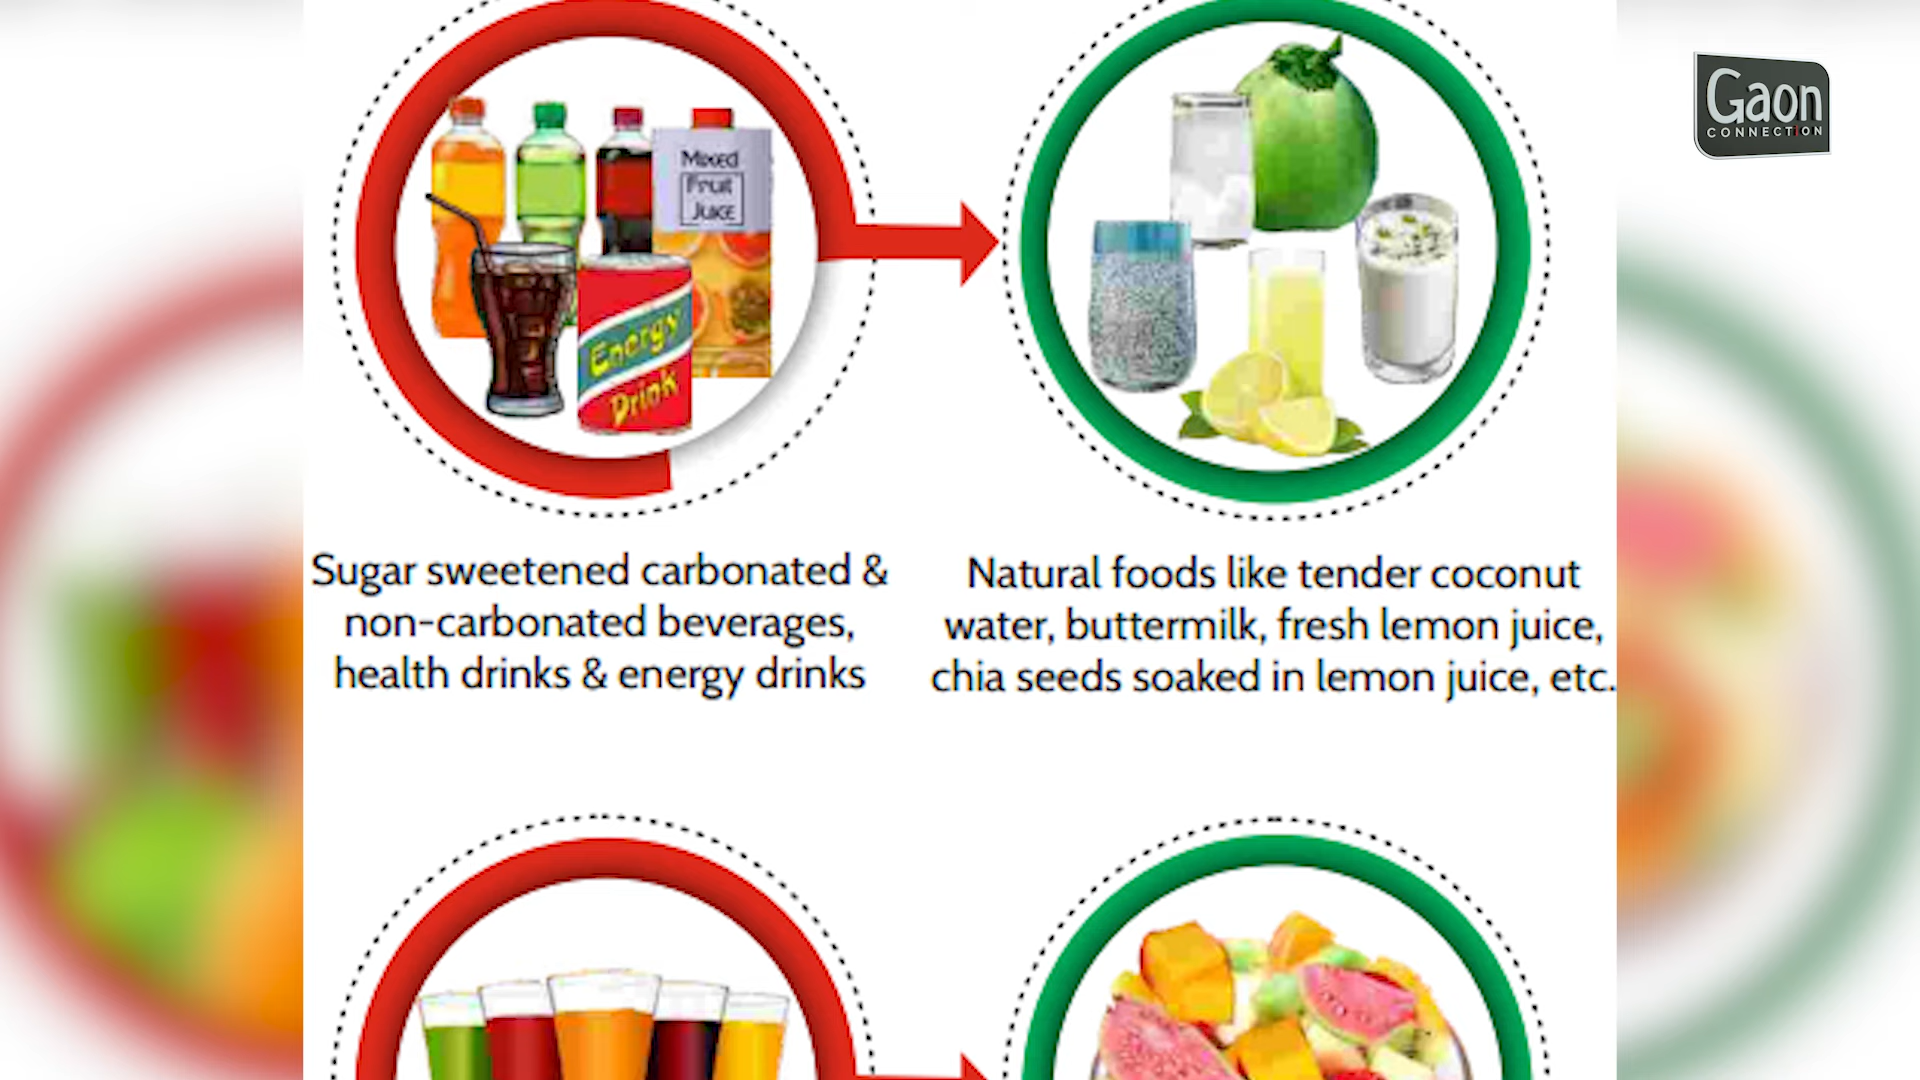 Gaon
CONNECTION
Mixed
Fruit
Juice
Energy
Drink
Sugar sweetened carbonated &
non-carbonated beverages,
health drinks & energy drinks
Natural foods like tender coconut
water, buttermilk, fresh lemon juice,
chia seeds soaked in lemon juice, etc.